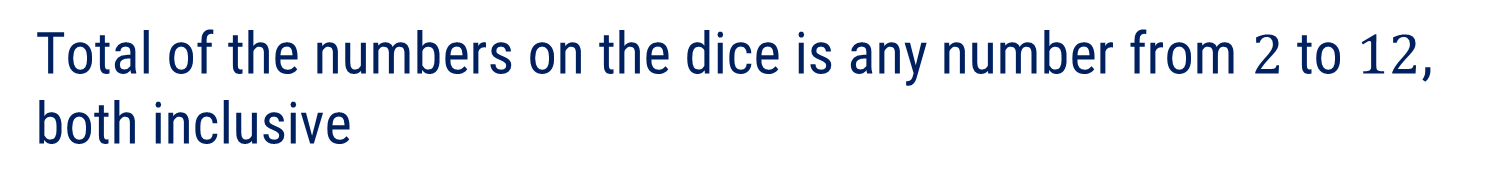 Total of the numbers on the dice is any number from 2 to 12,
both inclusive